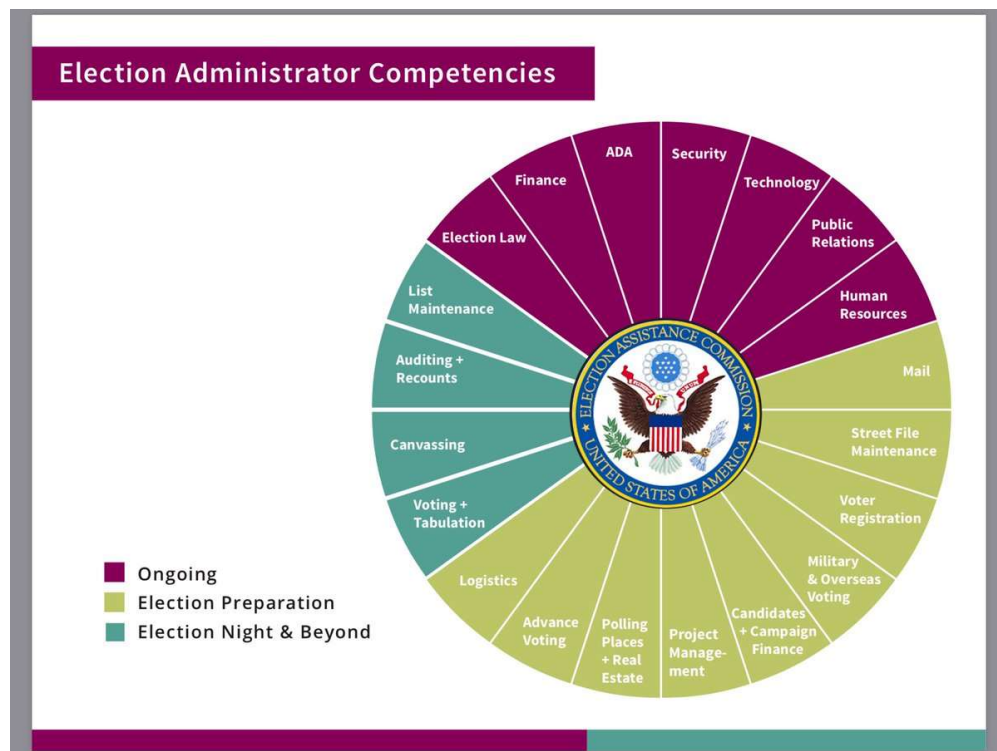 Election Administrator Competencies
ADA
Security
Technology
Public
Relations
Human
Resources
Mail
Street File
Maintenance
Voter
Registration
Military
& Overseas
Voting
Candidates
+ Campaign
Finance
Project
Manage-
ment
Polling
Places
+ Real
Estate
Advance
Voting
Logistics
Voting +
Tabulation
Canvassing
Auditing +
Recounts
List
Maintenance
Election Law
Finance
★ ELECTION ASSISTANCE COMMISSION ★
UNITED STATES OF AMERICA
Ongoing
Election Preparation
Election Night & Beyond